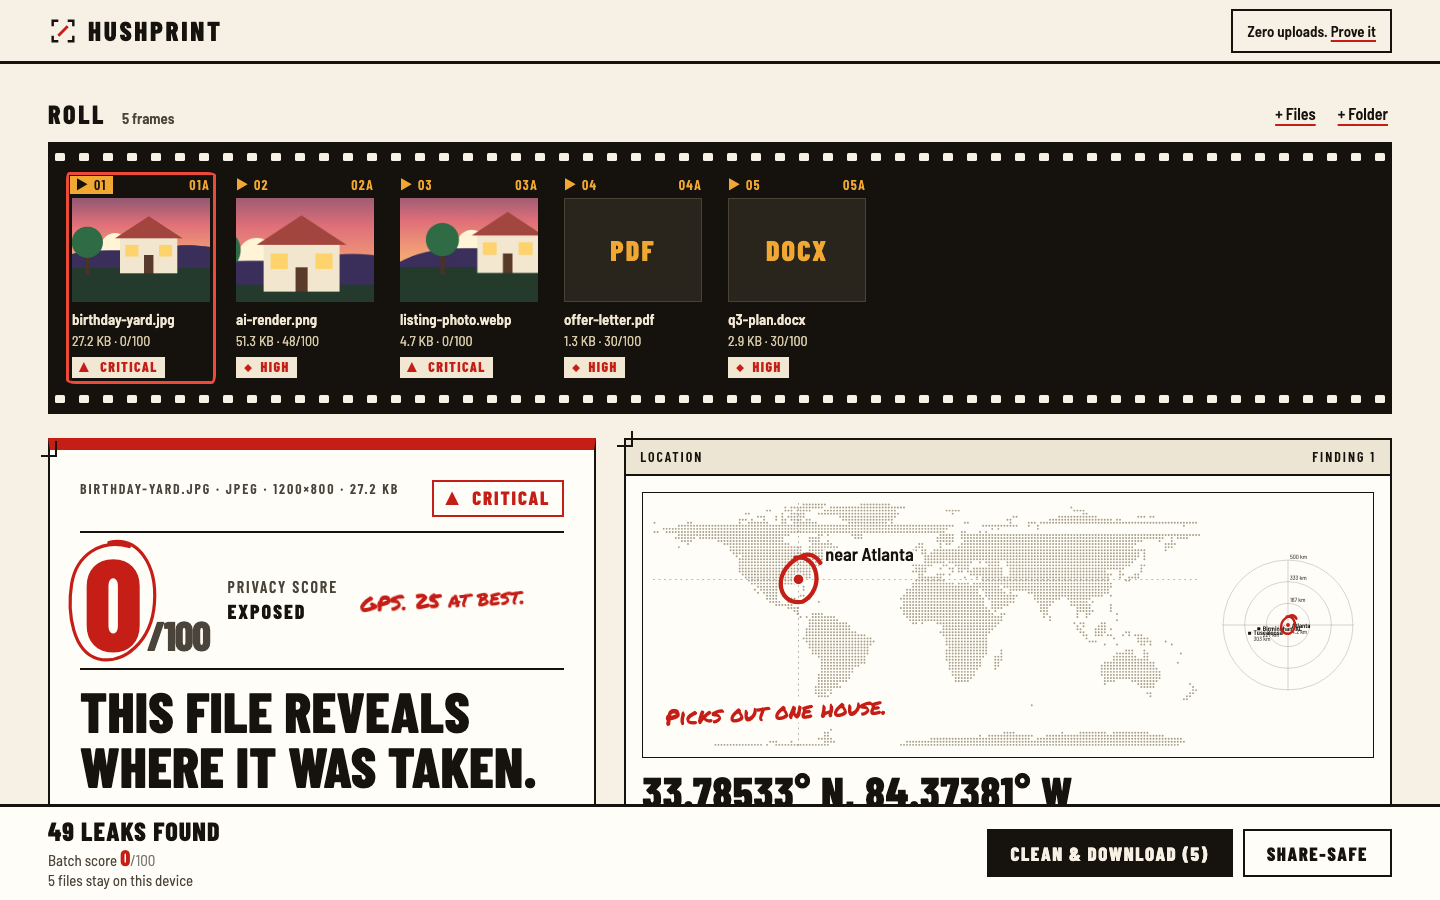 HUSHPRINT
Zero uploads. Prove it
ROLL 5 frames
+ Files + Folder
01 01A
02 02A
03 03A
04 04A
05 05A
PDF
DOCX
birthday-yard.jpg
27.2 KB · 0/100
CRITICAL
ai-render.png
51.3 KB · 48/100
HIGH
listing-photo.webp
4.7 KB · 0/100
CRITICAL
offer-letter.pdf
1.3 KB · 30/100
HIGH
q3-plan.docx
2.9 KB · 30/100
HIGH
BIRTHDAY-YARD.JPG · JPEG · 1200×800 · 27.2 KB
CRITICAL
0/100
PRIVACY SCORE
EXPOSED
GPS. 25 AT BEST.
THIS FILE REVEALS
WHERE IT WAS TAKEN.
LOCATION FINDING 1
near Atlanta
500 km
333 km
167 km
203 km
PICKS OUT ONE HOUSE.
33.78533° N, 84.37381° W
49 LEAKS FOUND
Batch score 0/100
5 files stay on this device
CLEAN & DOWNLOAD (5)
SHARE-SAFE